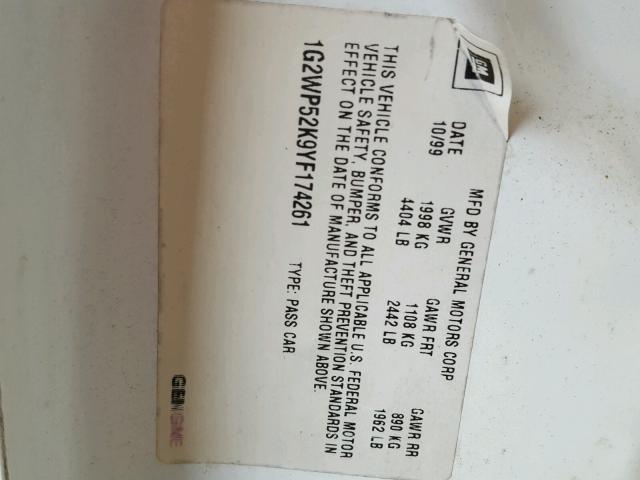 GM
MFD BY GENERAL MOTORS CORP
DATE GVWR GAWR FRT GAWR RR
10/99 1998 KG 1108 KG 890 KG
4404 LB 2442 LB 1962 LB
THIS VEHICLE CONFORMS TO ALL APPLICABLE U.S. FEDERAL MOTOR
VEHICLE SAFETY, BUMPER, AND THEFT PREVENTION STANDARDS IN
EFFECT ON THE DATE OF MANUFACTURE SHOWN ABOVE.
1G2WP52K9YF174261 TYPE: PASS CAR